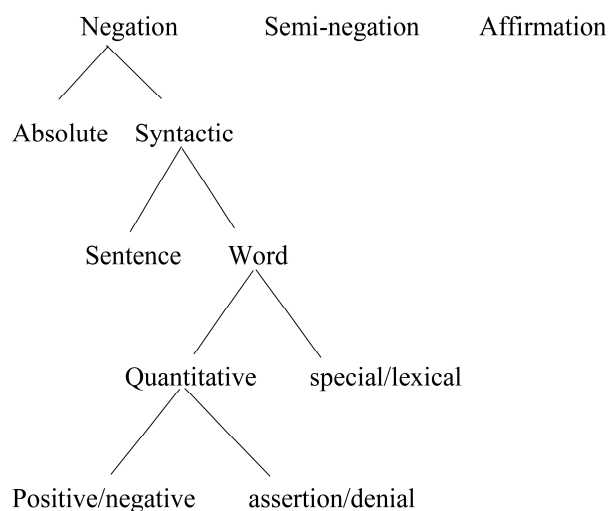 Negation Semi-negation Affirmation
Absolute Syntactic
Sentence Word
Quantitative special/lexical
Positive/negative assertion/denial